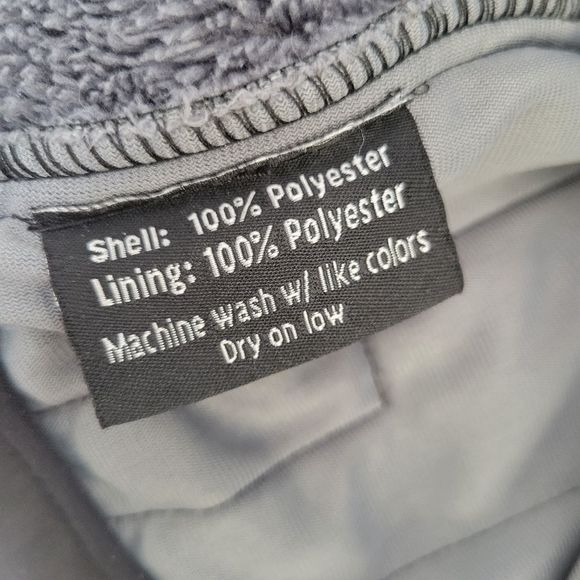 Shell: 100% Polyester
Lining: 100% Polyester
Machine wash w/ like colors
Dry on low